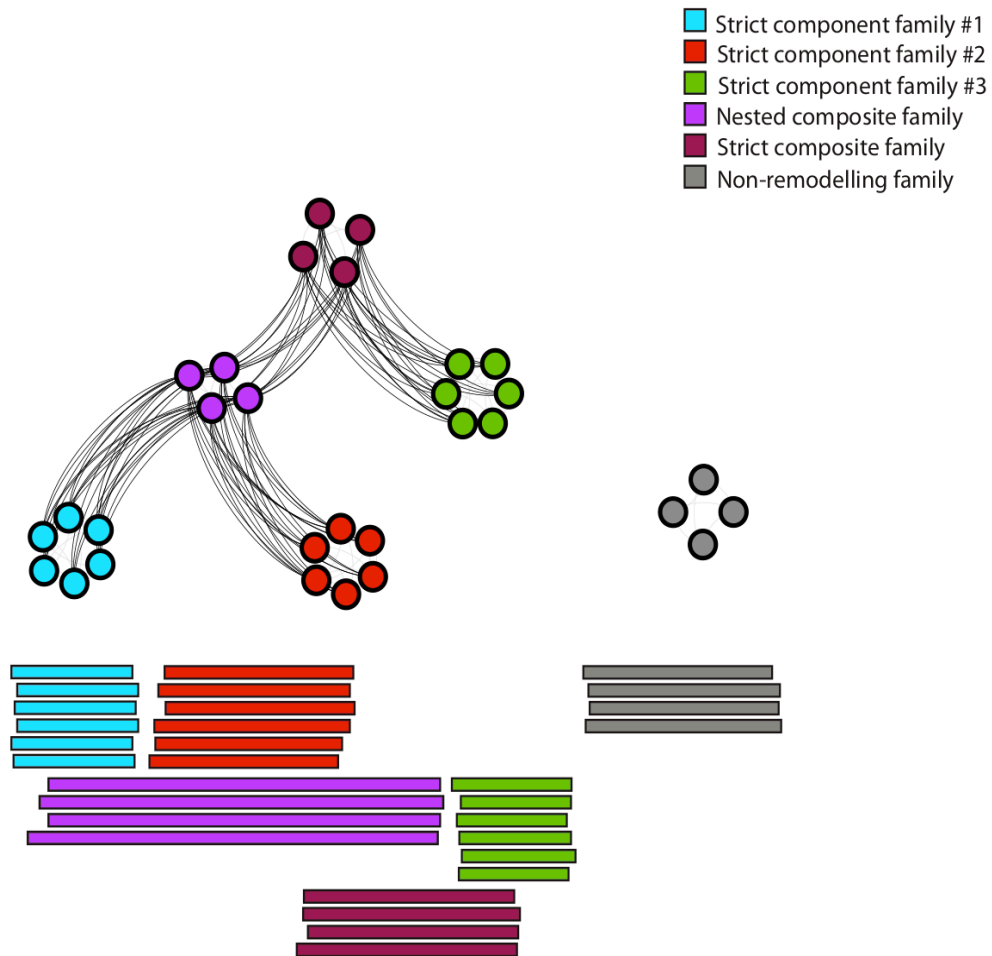 Strict component family #1
Strict component family #2
Strict component family #3
Nested composite family
Strict composite family
Non-remodelling family